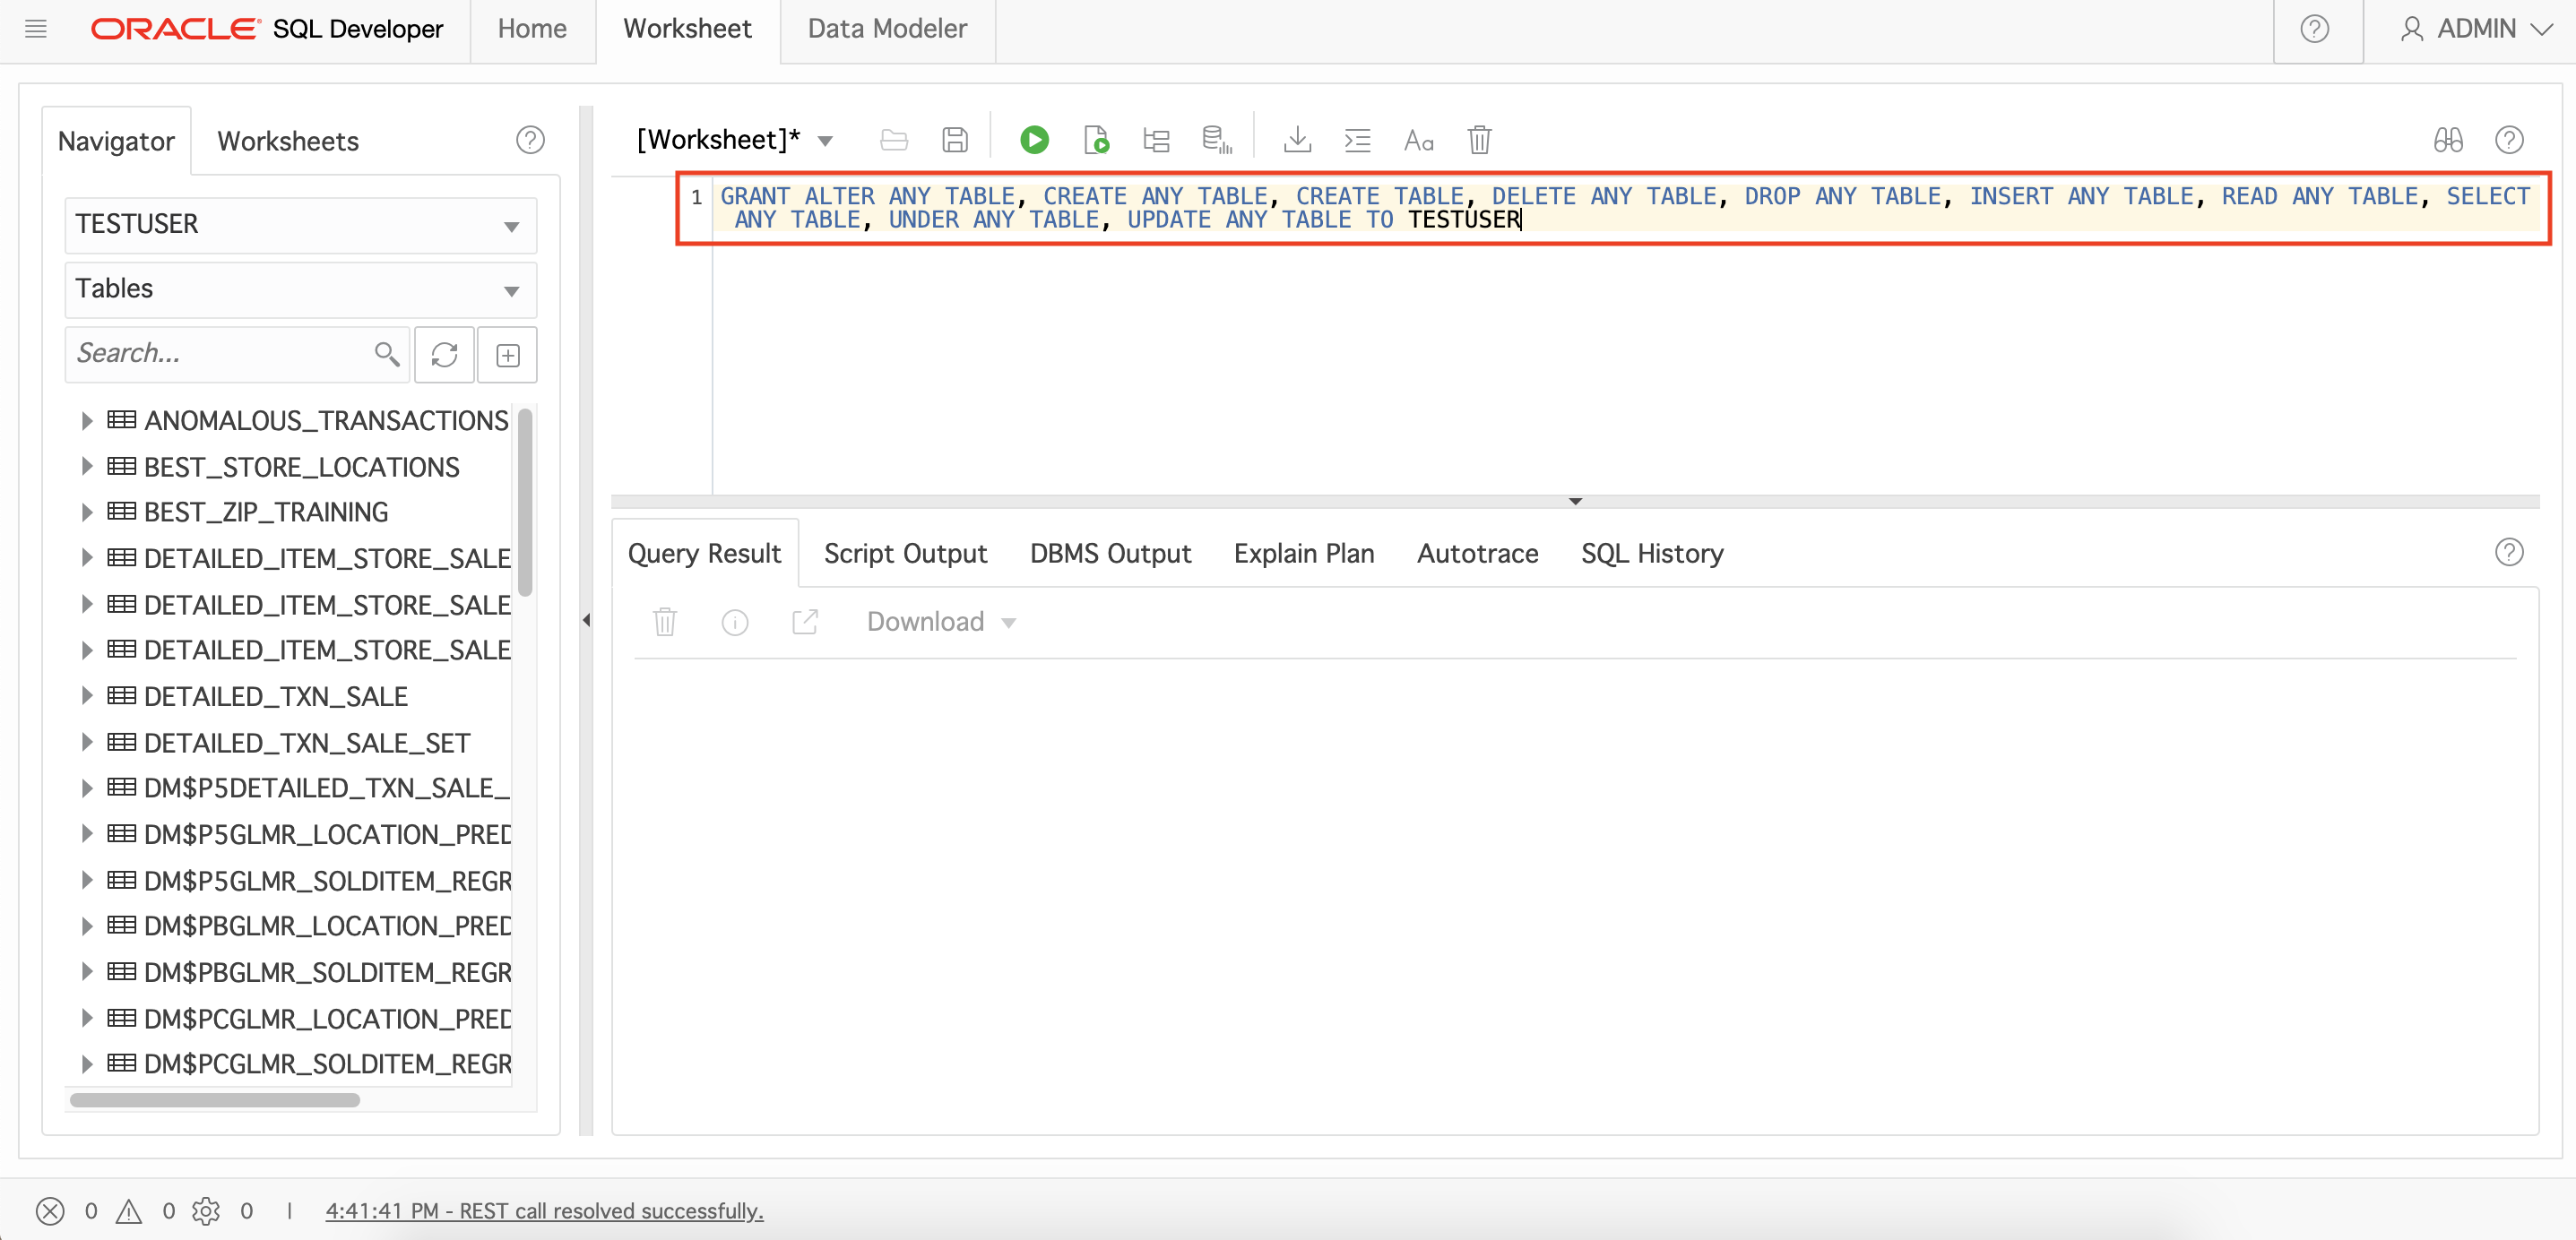 ORACLE SQL Developer Home Worksheet Data Modeler ADMIN
Navigator Worksheets
[Worksheet]*
TESTUSER
Tables
Search...
1 GRANT ALTER ANY TABLE, CREATE ANY TABLE, CREATE TABLE, DELETE ANY TABLE, DROP ANY TABLE, INSERT ANY TABLE, READ ANY TABLE, SELECT
ANY TABLE, UNDER ANY TABLE, UPDATE ANY TABLE TO TESTUSER
ANOMALOUS_TRANSACTIONS
BEST_STORE_LOCATIONS
BEST_ZIP_TRAINING
DETAILED_ITEM_STORE_SALE
DETAILED_ITEM_STORE_SALE
DETAILED_ITEM_STORE_SALE
DETAILED_TXN_SALE
DETAILED_TXN_SALE_SET
DM$P5DETAILED_TXN_SALE_
DM$P5GLMR_LOCATION_PRED
DM$P5GLMR_SOLDITEM_REGR
DM$PBGLMR_LOCATION_PRED
DM$PBGLMR_SOLDITEM_REGR
DM$PCGLMR_LOCATION_PRED
DM$PCGLMR_SOLDITEM_REGR
Query Result Script Output DBMS Output Explain Plan Autotrace SQL History
Download
0 0 0 | 4:41:41 PM - REST call resolved successfully.